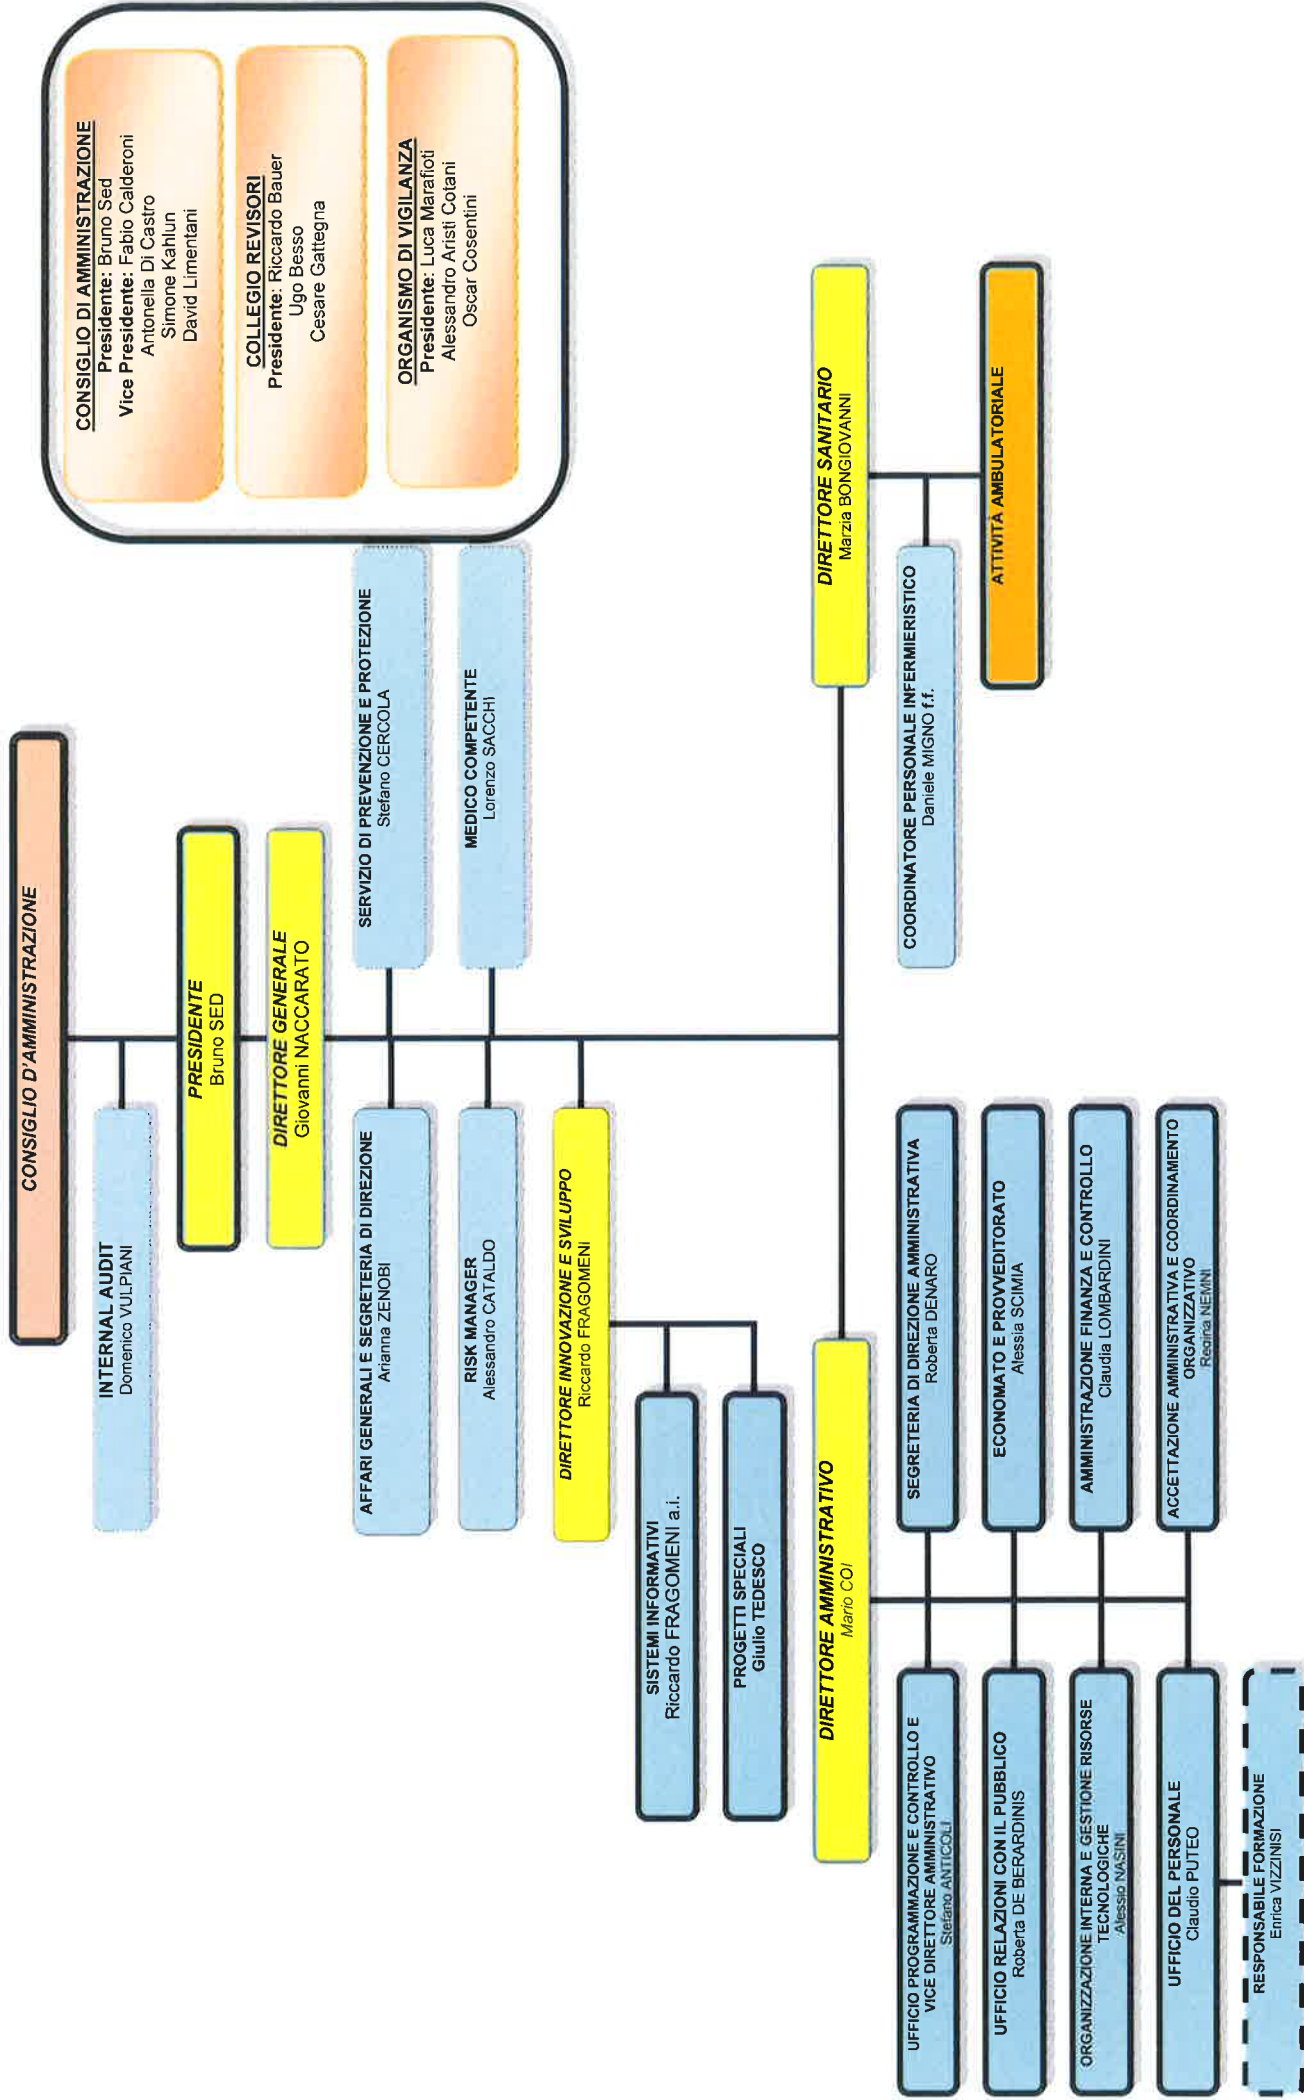 CONSIGLIO D'AMMINISTRAZIONE
CONSIGLIO DI AMMINISTRAZIONE
Presidente: Bruno Sed
Vice Presidente: Fabio Calderoni
Antonella Di Castro
Simone Kahlun
David Limentani
COLLEGIO REVISORI
Presidente: Riccardo Bauer
Ugo Besso
Cesare Gattegna
ORGANISMO DI VIGILANZA
Presidente: Luca Marafioti
Alessandro Aristi Cotani
Oscar Cosentini
INTERNAL AUDIT
Domenico VULPIANI
PRESIDENTE
Bruno SED
DIRETTORE GENERALE
Giovanni NACCARATO
AFFARI GENERALI E SEGRETERIA DI DIREZIONE
Arianna ZENOBI
SERVIZIO DI PREVENZIONE E PROTEZIONE
Stefano CERCOLA
RISK MANAGER
Alessandro CATALDO
MEDICO COMPETENTE
Lorenzo SACCHI
DIRETTORE INNOVAZIONE E SVILUPPO
Riccardo FRAGOMENI
SISTEMI INFORMATIVI
Riccardo FRAGOMENI a.i.
PROGETTI SPECIALI
Giulio TEDESCO
DIRETTORE AMMINISTRATIVO
Mario COI
DIRETTORE SANITARIO
Marzia BONGIOVANNI
UFFICIO PROGRAMMAZIONE E CONTROLLO E
VICE DIRETTORE AMMINISTRATIVO
Stefano ANTICOLI
SEGRETERIA DI DIREZIONE AMMINISTRATIVA
Roberta DENARO
COORDINATORE PERSONALE INFERMIERISTICO
Daniele MIGNO f.f.
UFFICIO RELAZIONI CON IL PUBBLICO
Roberta DE BERARDINIS
ECONOMATO E PROVVEDITORATO
Alessia SCIMIA
ATTIVITÀ AMBULATORIALE
ORGANIZZAZIONE INTERNA E GESTIONE RISORSE
TECNOLOGICHE
Alessio NASINI
AMMINISTRAZIONE FINANZA E CONTROLLO
Claudia LOMBARDINI
UFFICIO DEL PERSONALE
Claudio PUTEO
ACCETTAZIONE AMMINISTRATIVA E COORDINAMENTO
ORGANIZZATIVO
Regina NEMNI
RESPONSABILE FORMAZIONE
Enrica VIZZINISI